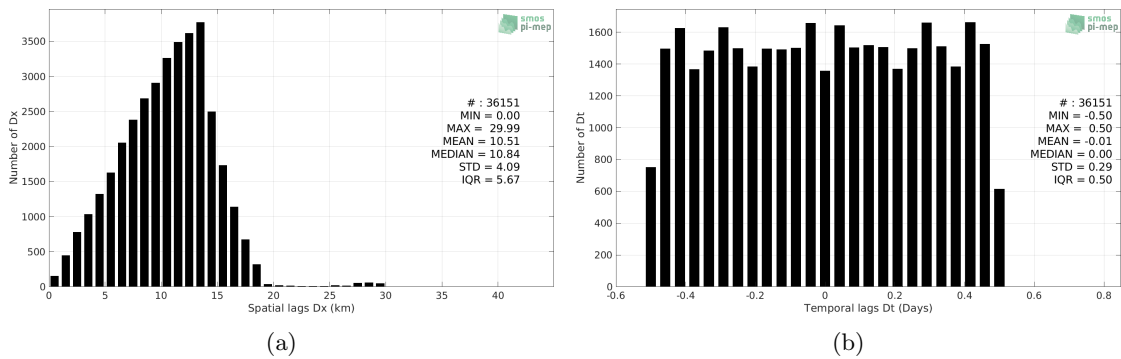 smos
pi-mep
3500
3000
2500
2000
1500
1000
500
0
Number of Dx
# : 36151
MIN = 0.00
MAX = 29.99
MEAN = 10.51
MEDIAN = 10.84
STD = 4.09
IQR = 5.67
0 5 10 15 20 25 30 35 40
Spatial lags Dx (km)
(a)
smos
pi-mep
1600
1400
1200
1000
800
600
400
200
0
Number of Dt
# : 36151
MIN = -0.50
MAX = 0.50
MEAN = -0.01
MEDIAN = 0.00
STD = 0.29
IQR = 0.50
-0.6 -0.4 -0.2 0 0.2 0.4 0.6 0.8
Temporal lags Dt (Days)
(b)